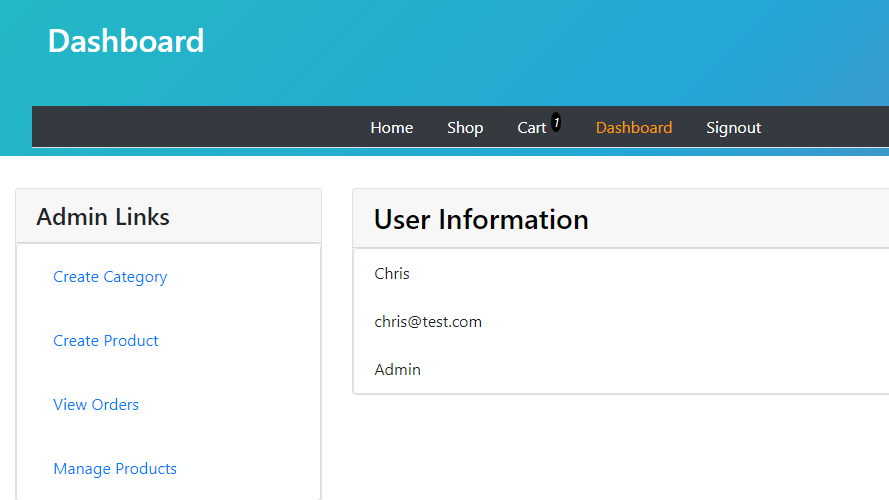 Dashboard
Home Shop Cart 1 Dashboard Signout
Admin Links
Create Category
Create Product
View Orders
Manage Products
User Information
Chris
chris@test.com
Admin